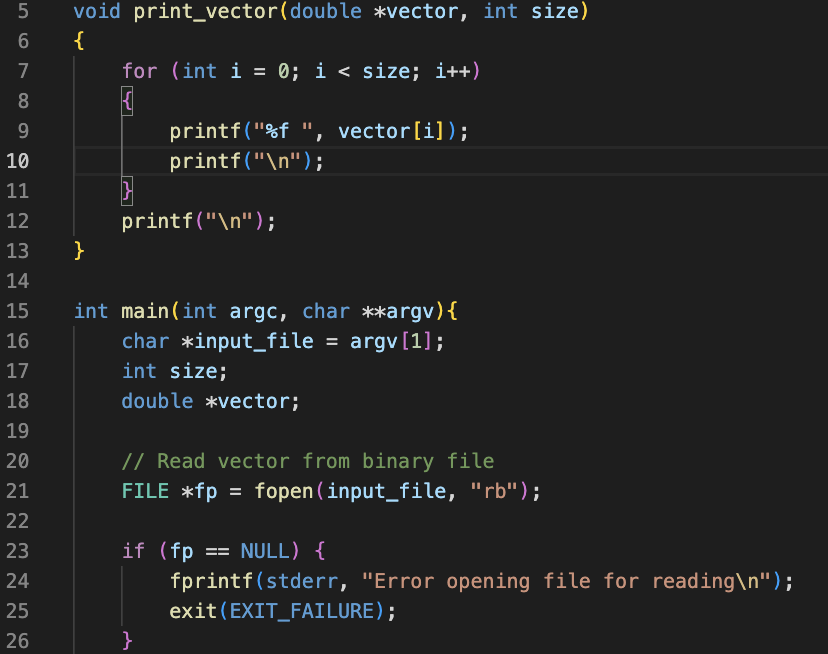 5 void print_vector(double *vector, int size)
6 {
7     for (int i = 0; i < size; i++)
8     {
9         printf("%f ", vector[i]);
10         printf("\n");
11     }
12     printf("\n");
13 }
14
15 int main(int argc, char **argv){
16     char *input_file = argv[1];
17     int size;
18     double *vector;
19
20     // Read vector from binary file
21     FILE *fp = fopen(input_file, "rb");
22
23     if (fp == NULL) {
24         fprintf(stderr, "Error opening file for reading\n");
25         exit(EXIT_FAILURE);
26     }